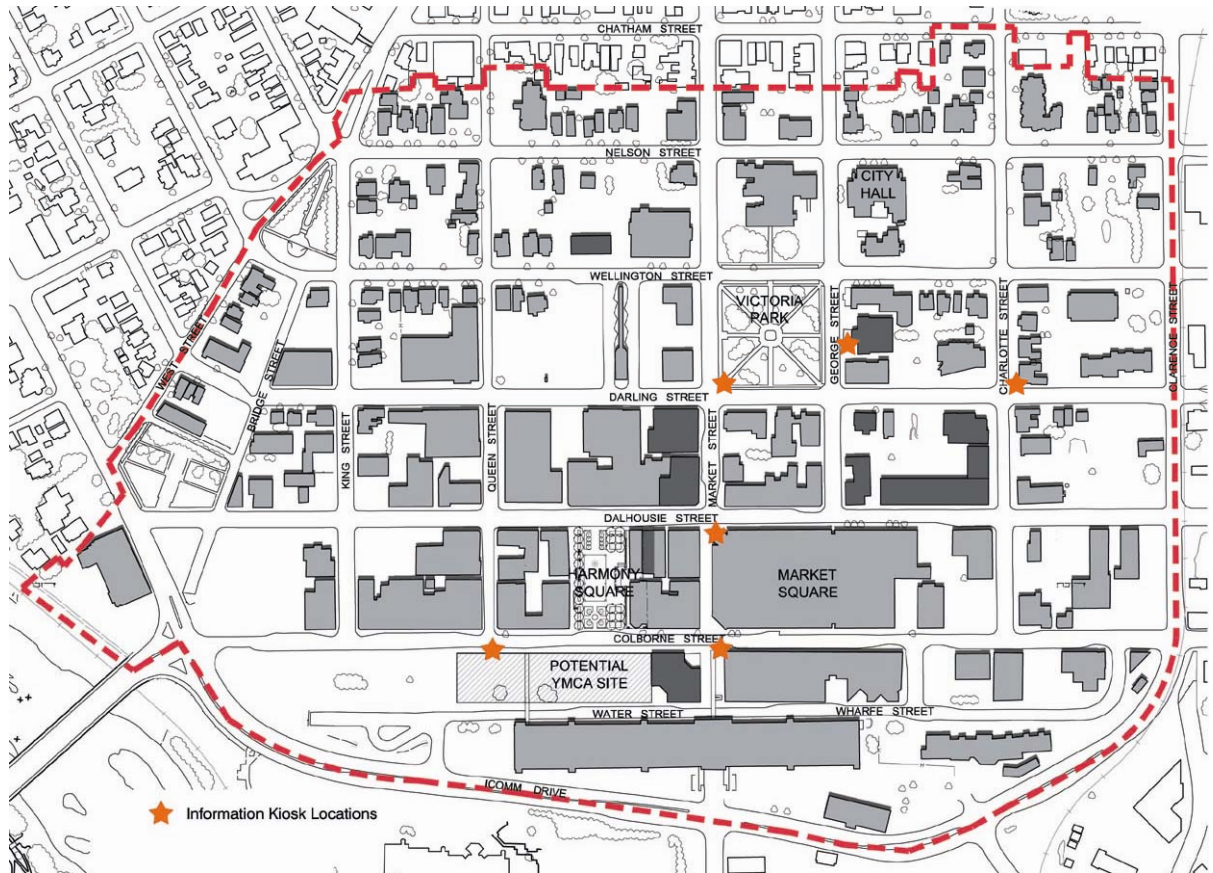 CHATHAM STREET
NELSON STREET
CITY
HALL
WELLINGTON STREET
WEST STREET
BRIDGE STREET
VICTORIA
PARK
GEORGE STREET
CHARLOTTE STREET
CLARENCE STREET
DARLING STREET
KING STREET
QUEEN STREET
MARKET STREET
DALHOUSIE STREET
HARMONY
SQUARE
MARKET
SQUARE
COLBORNE STREET
POTENTIAL
YMCA SITE
WATER STREET
WHARFE STREET
ICOMM DRIVE
Information Kiosk Locations